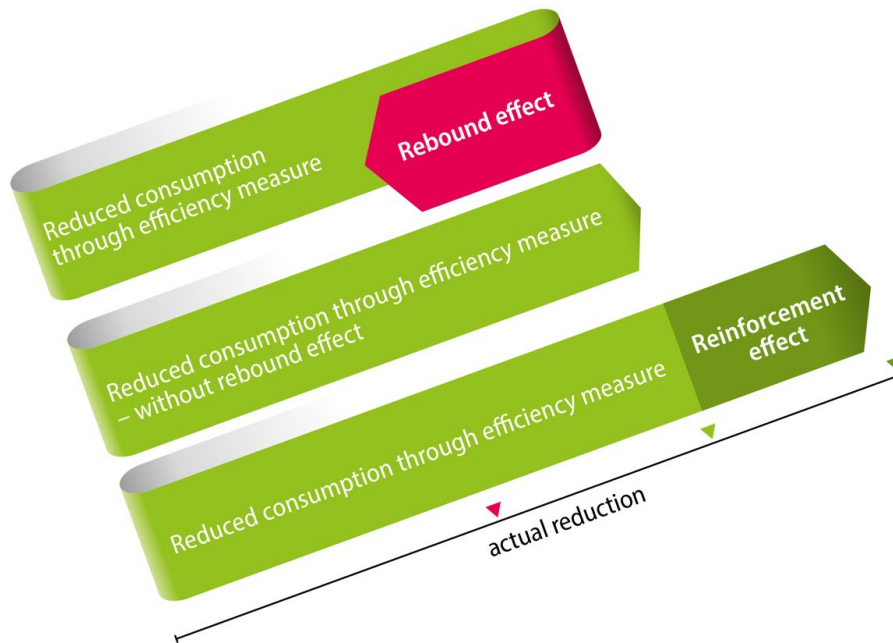 Rebound effect
Reduced consumption
through efficiency measure
Reduced consumption through efficiency measure
– without rebound effect
Reinforcement
effect
Reduced consumption through efficiency measure
actual reduction